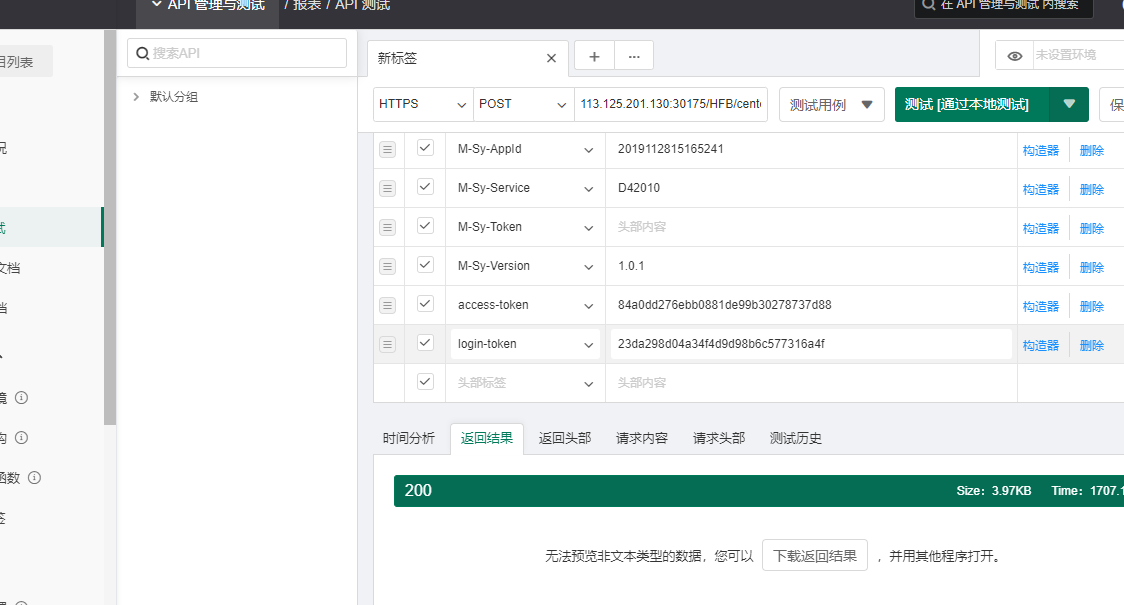 API 管理与测试 / 报表 / API 测试
在 API 管理与测试 内搜索
目列表
搜索API
默认分组
新标签
未设置环境
HTTPS POST 113.125.201.130:30175/HFB/cent 测试用例 测试 [通过本地测试] 保
M-Sy-AppId 2019112815165241 构造器 删除
M-Sy-Service D42010 构造器 删除
M-Sy-Token 头部内容 构造器 删除
M-Sy-Version 1.0.1 构造器 删除
access-token 84a0dd276ebb0881de99b30278737d88 构造器 删除
login-token 23da298d04a34f4d9d98b6c577316a4f 构造器 删除
头部标签 头部内容
况
试
文档
档
境
构
函数
签
时间分析 返回结果 返回头部 请求内容 请求头部 测试历史
200 Size：3.97KB Time：1707.1
无法预览非文本类型的数据，您可以 下载返回结果 ，并用其他程序打开。